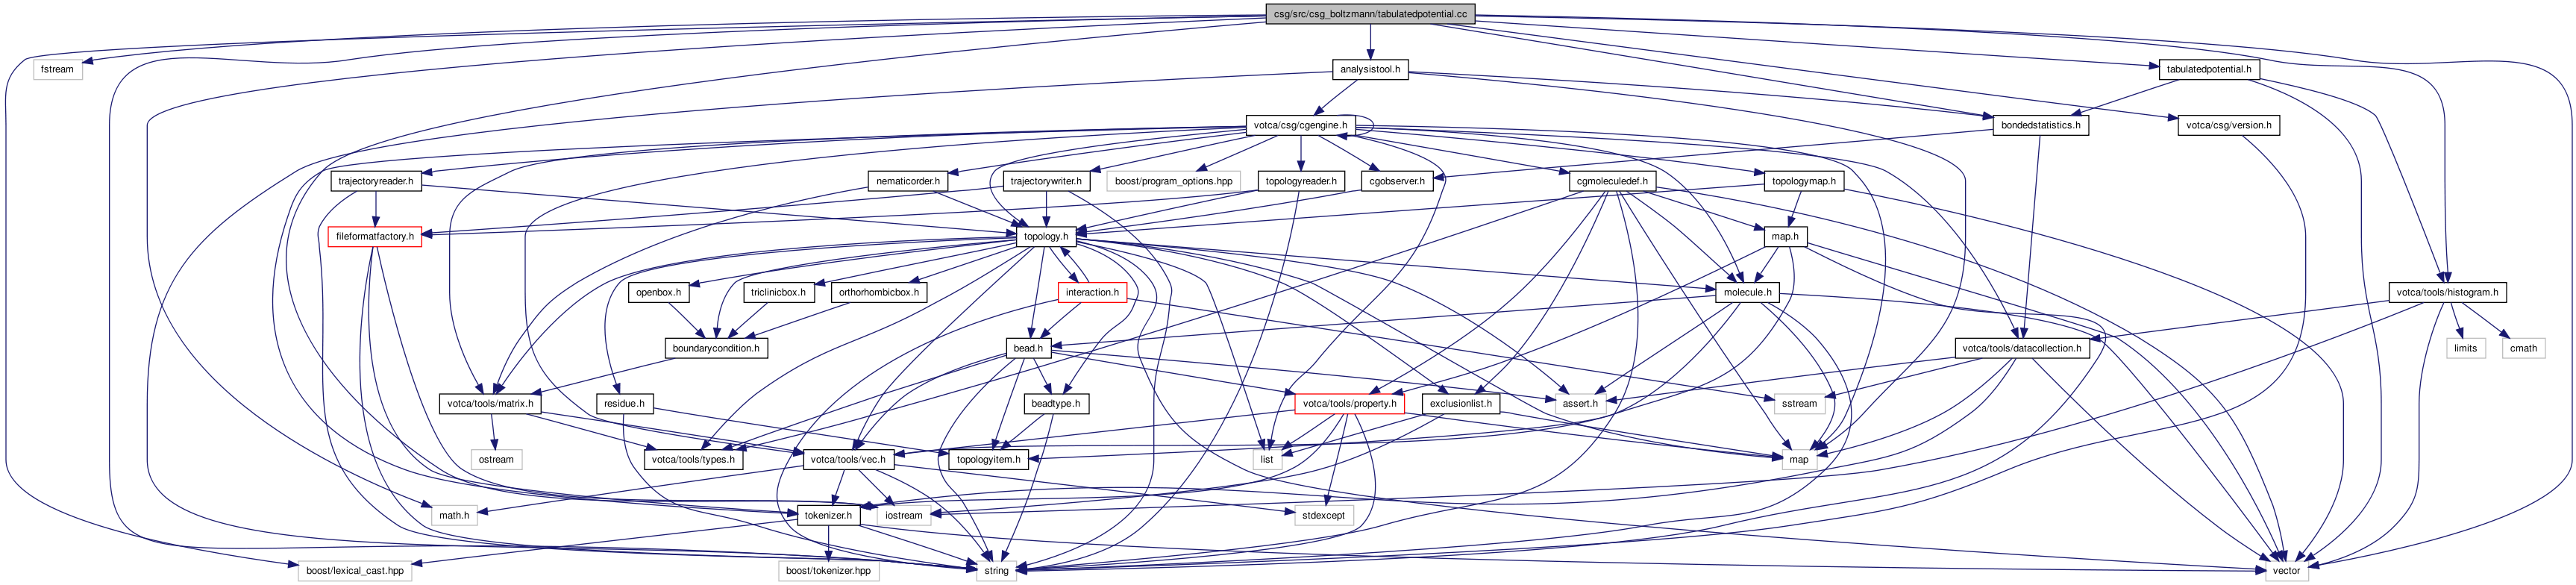 csg/src/csg_boltzmann/tabulatedpotential.cc
fstream
analysistool.h
tabulatedpotential.h
votca/csg/cgengine.h
bondedstatistics.h
votca/csg/version.h
trajectoryreader.h
nematicorder.h
trajectorywriter.h
boost/program_options.hpp
topologyreader.h
cgobserver.h
cgmoleculedef.h
topologymap.h
fileformatfactory.h
topology.h
map.h
openbox.h
triclinicbox.h
orthorhombicbox.h
interaction.h
molecule.h
votca/tools/histogram.h
boundarycondition.h
bead.h
votca/tools/datacollection.h
limits
cmath
votca/tools/matrix.h
residue.h
beadtype.h
votca/tools/property.h
exclusionlist.h
assert.h
sstream
ostream
votca/tools/types.h
votca/tools/vec.h
topologyitem.h
list
map
math.h
tokenizer.h
iostream
stdexcept
boost/lexical_cast.hpp
boost/tokenizer.hpp
string
vector